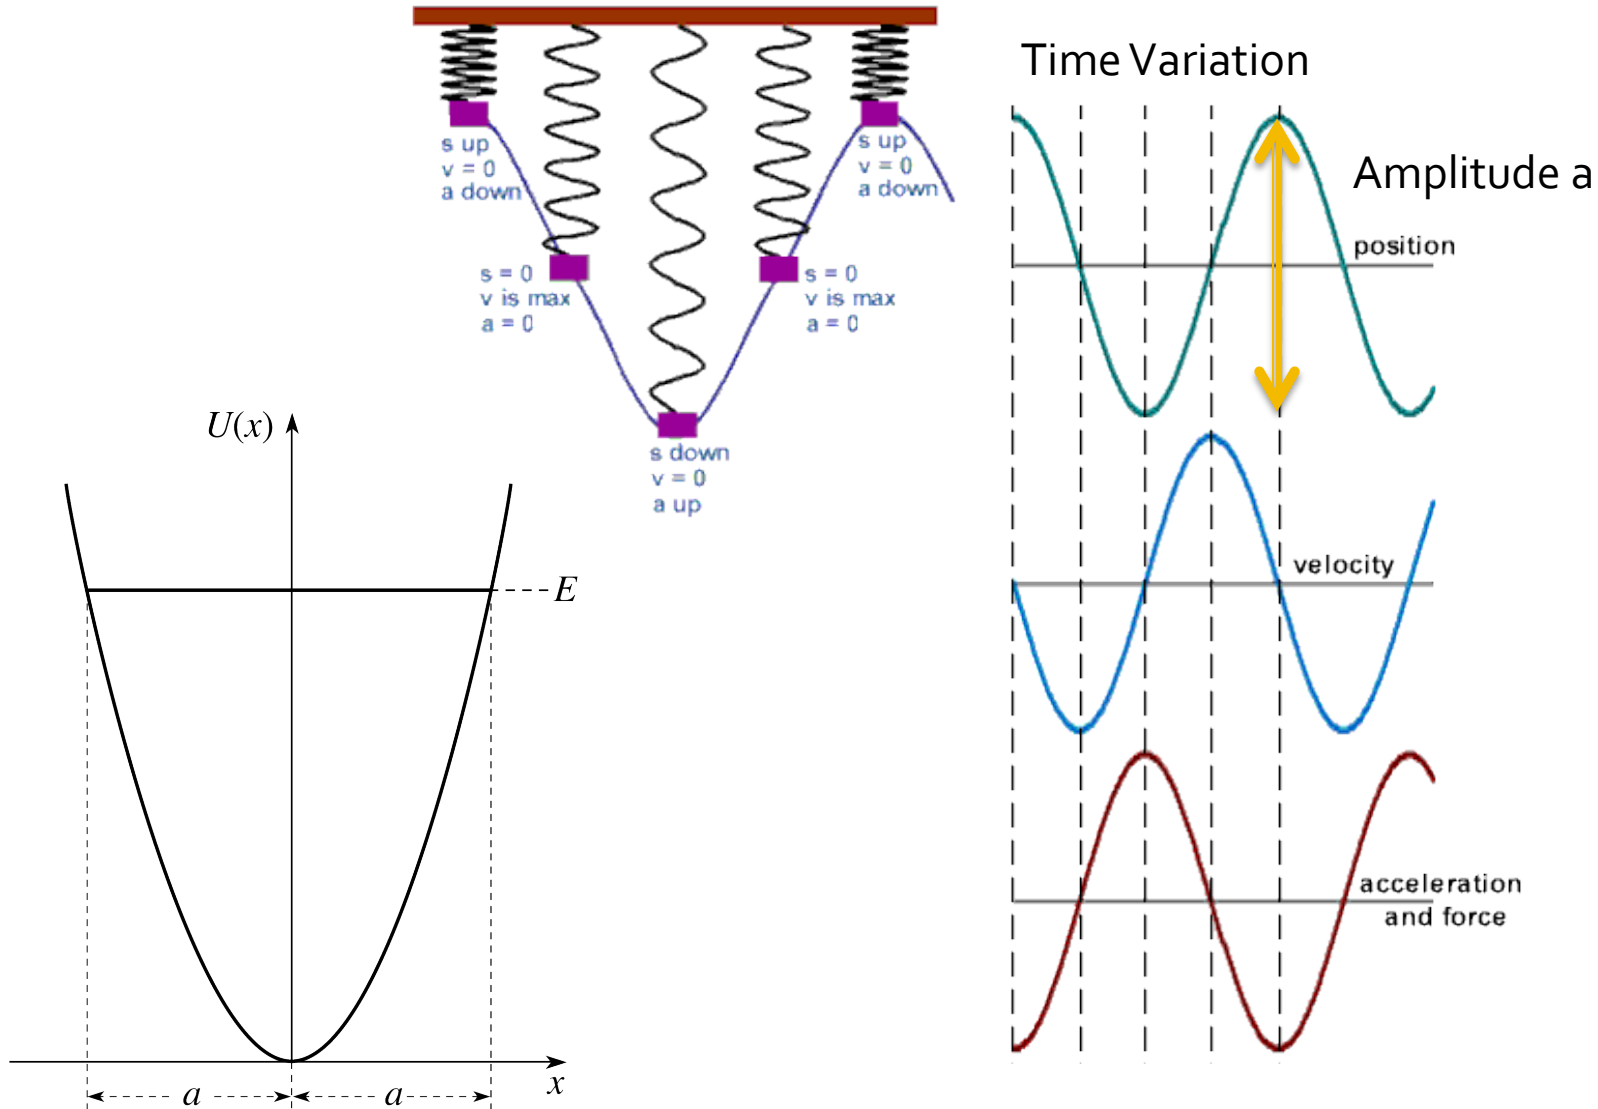 Time Variation
s up
v = 0
a down
s up
v = 0
a down
Amplitude a
position
s = 0
v is max
a = 0
s = 0
v is max
a = 0
U(x)
s down
v = 0
a up
velocity
E
acceleration
and force
x
a
a